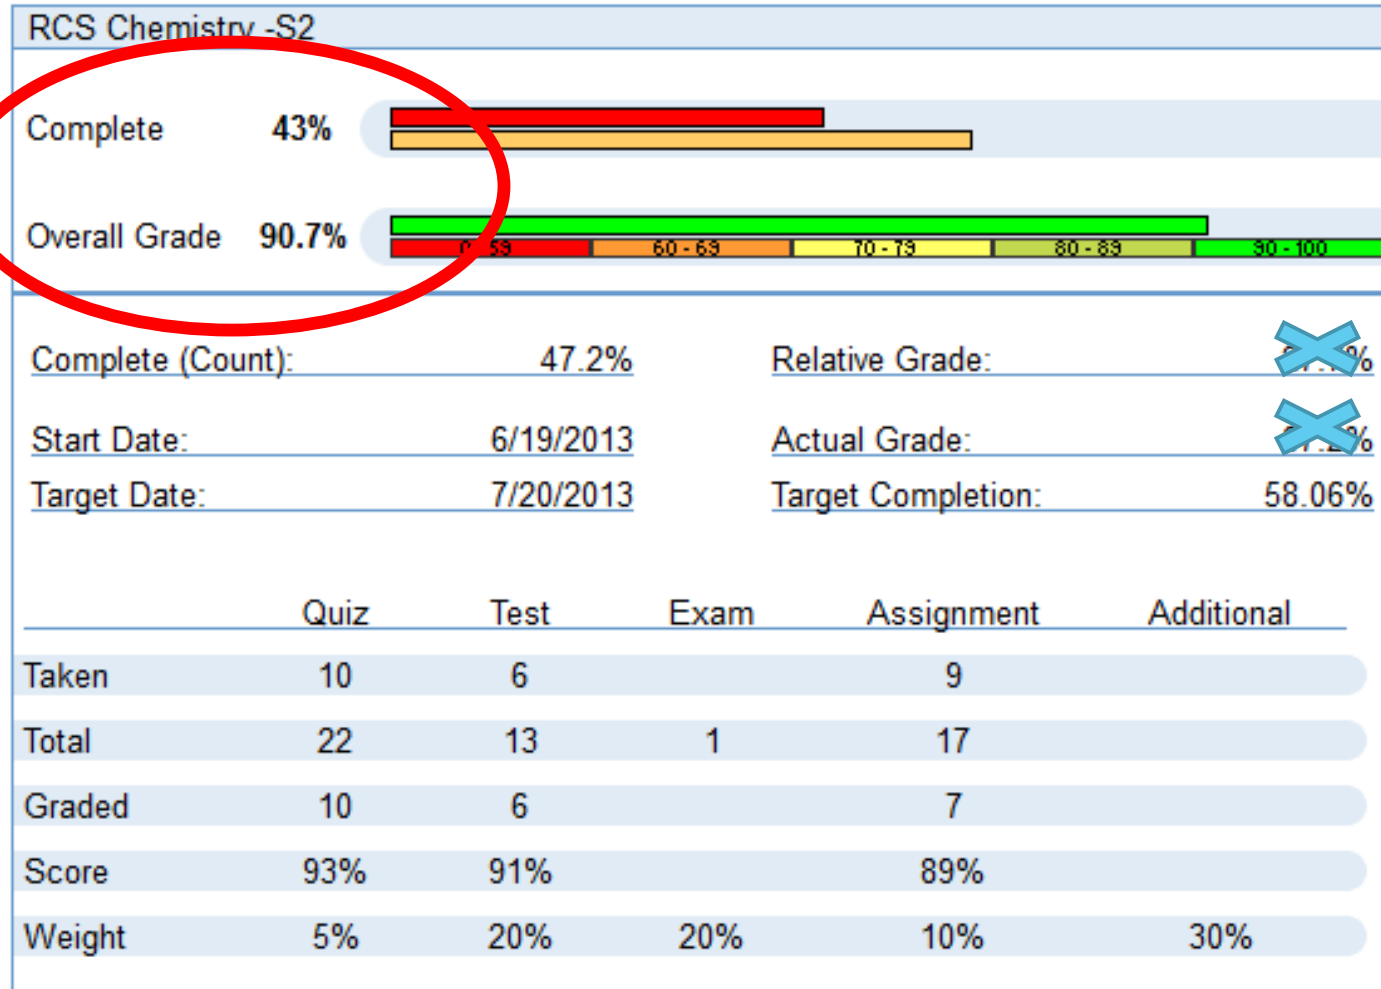 RCS Chemistry -S2
Complete 43%
Overall Grade 90.7%
60 - 69 70 - 79 80 - 89 90 - 100
Complete (Count): 47.2% Relative Grade:
Start Date: 6/19/2013 Actual Grade:
Target Date: 7/20/2013 Target Completion: 58.06%
Quiz Test Exam Assignment Additional
Taken 10 6 9
Total 22 13 1 17
Graded 10 6 7
Score 93% 91% 89%
Weight 5% 20% 20% 10% 30%